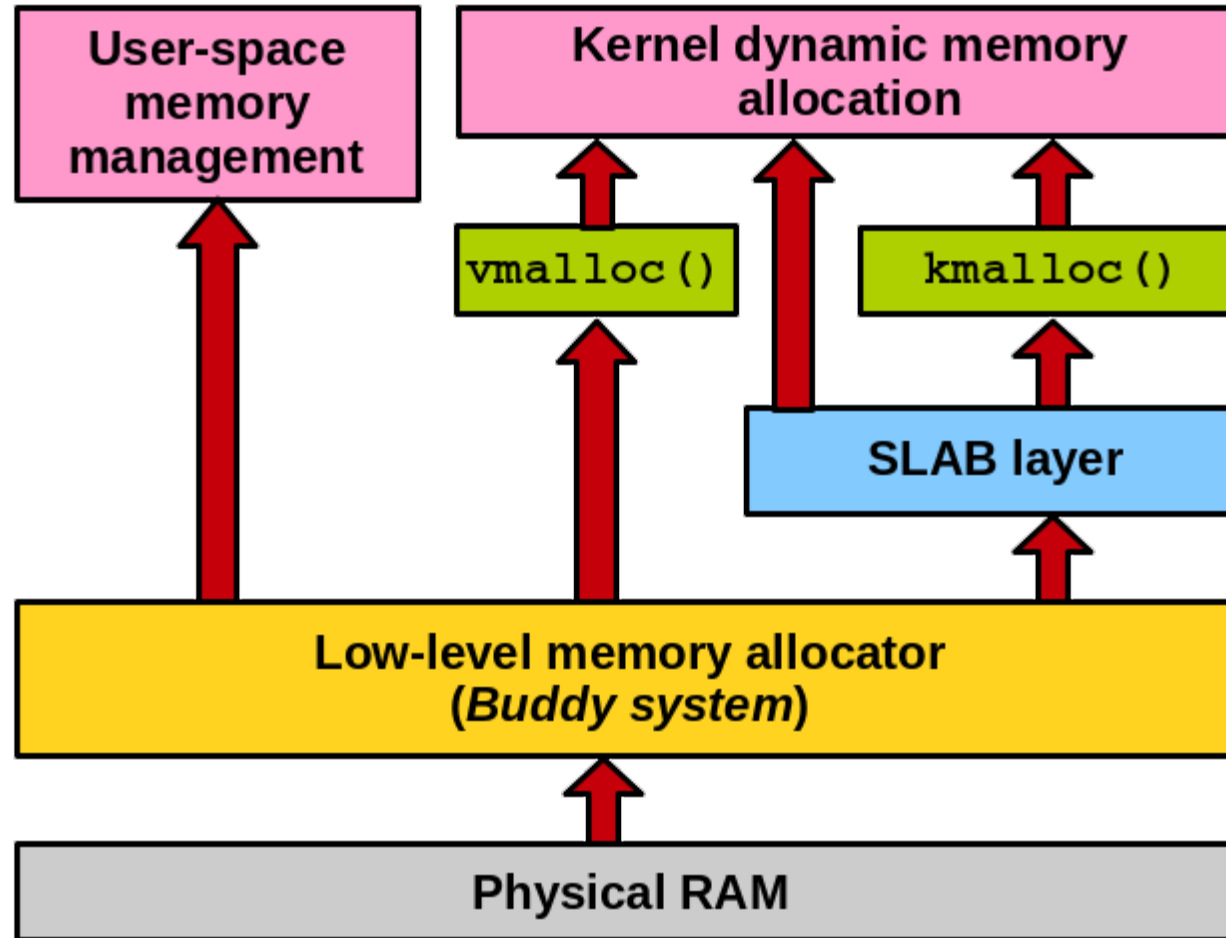 User-space
memory
management
Kernel dynamic memory
allocation
vmalloc()
kmalloc()
SLAB layer
Low-level memory allocator
(Buddy system)
Physical RAM